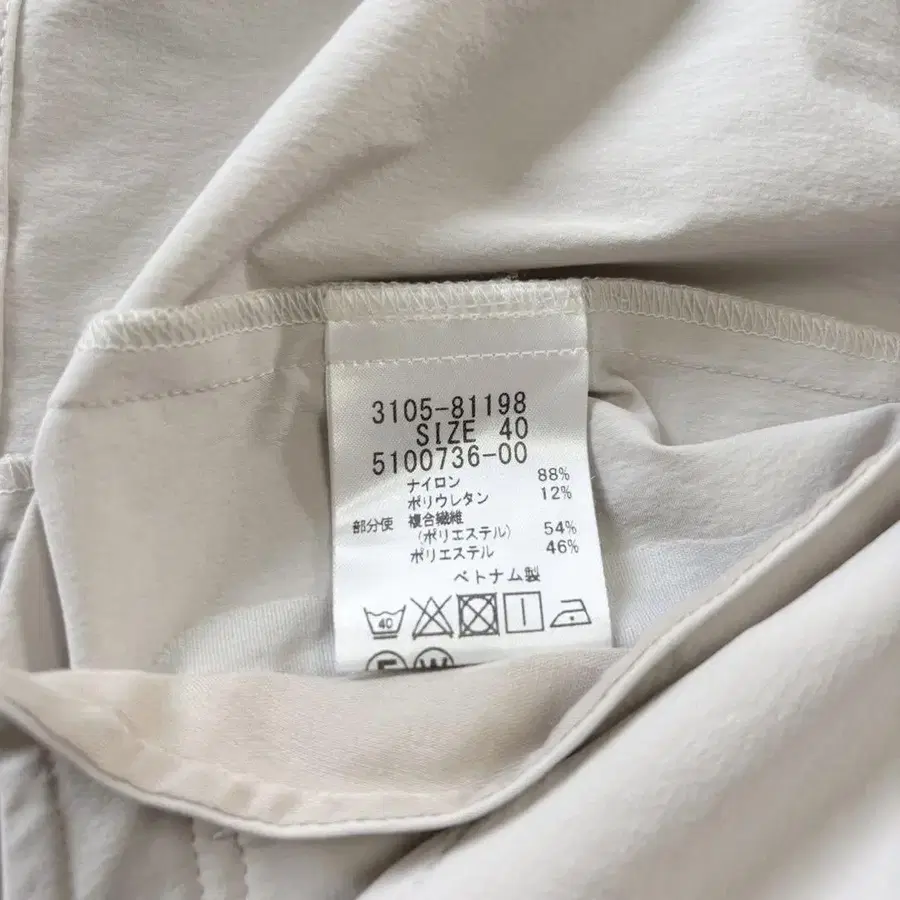 3105-81198
SIZE 40
5100736-00
ナイロン 88%
ポリウレタン 12%
部分使 複合繊維
(ポリエステル) 54%
ポリエステル 46%
ベトナム製
40
W